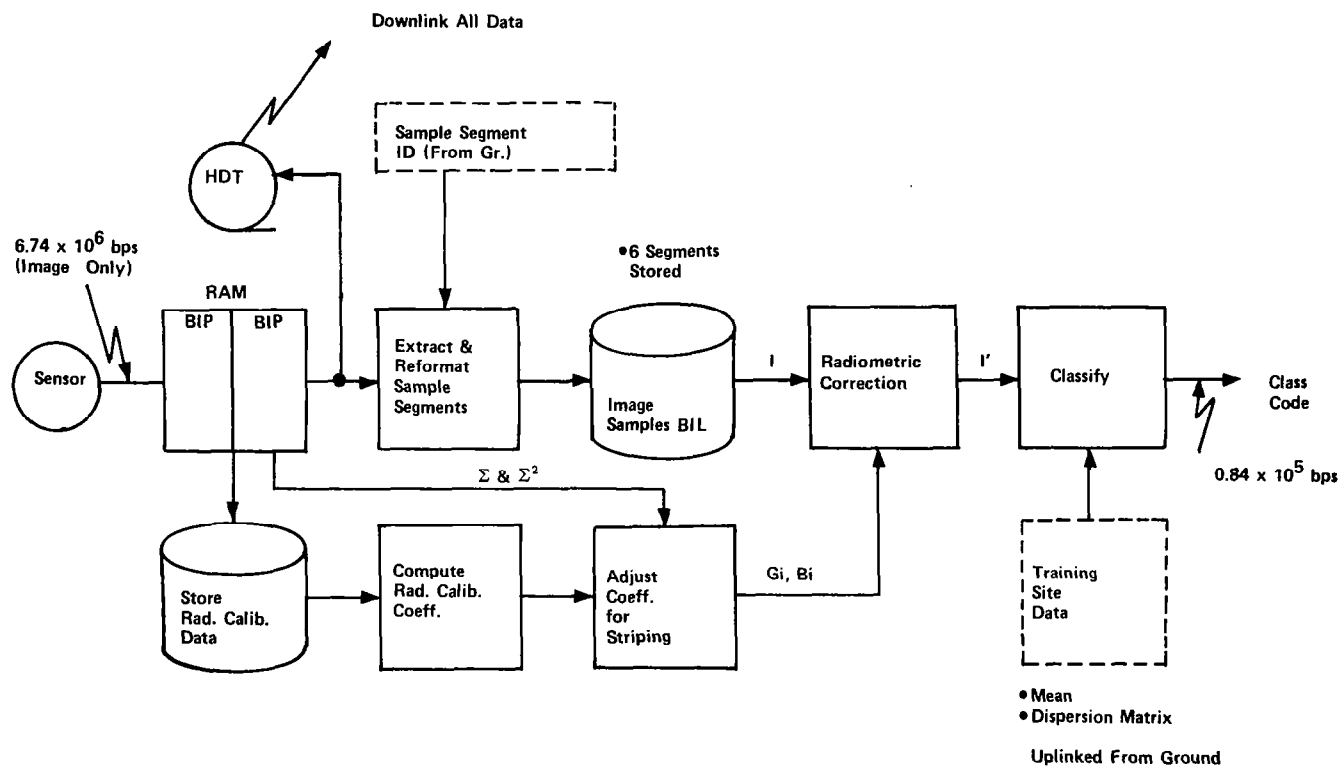 Downlink All Data
Sample Segment
ID (From Gr.)
HDT
6.74 x 10⁶ bps
(Image Only)
•6 Segments
Stored
RAM
BIP BIP
Sensor
Extract &
Reformat
Sample
Segments
Image
Samples BIL
I
Radiometric
Correction
I'
Classify
Class
Code
0.84 x 10⁵ bps
Σ & Σ²
Store
Rad. Calib.
Data
Compute
Rad. Calib.
Coeff.
Adjust
Coeff.
for
Striping
Gi, Bi
Training
Site
Data
•Mean
•Dispersion Matrix
Uplinked From Ground